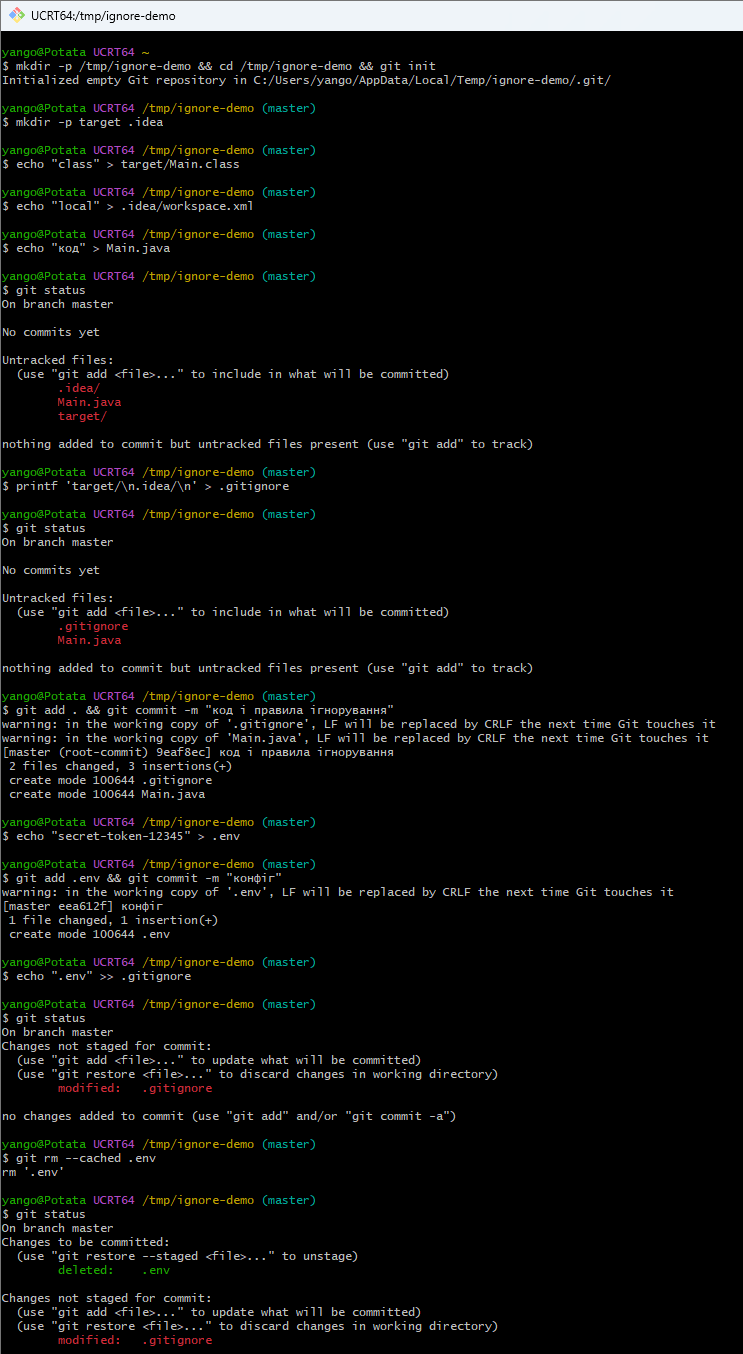 UCRT64:/tmp/ignore-demo
yango@Potata UCRT64 ~
$ mkdir -p /tmp/ignore-demo && cd /tmp/ignore-demo && git init
Initialized empty Git repository in C:/Users/yango/AppData/Local/Temp/ignore-demo/.git/
yango@Potata UCRT64 /tmp/ignore-demo (master)
$ mkdir -p target .idea
yango@Potata UCRT64 /tmp/ignore-demo (master)
$ echo "class" > target/Main.class
yango@Potata UCRT64 /tmp/ignore-demo (master)
$ echo "local" > .idea/workspace.xml
yango@Potata UCRT64 /tmp/ignore-demo (master)
$ echo "код" > Main.java
yango@Potata UCRT64 /tmp/ignore-demo (master)
$ git status
On branch master
No commits yet
Untracked files:
  (use "git add <file>..." to include in what will be committed)
        .idea/
        Main.java
        target/
nothing added to commit but untracked files present (use "git add" to track)
yango@Potata UCRT64 /tmp/ignore-demo (master)
$ printf 'target/\n.idea/\n' > .gitignore
yango@Potata UCRT64 /tmp/ignore-demo (master)
$ git status
On branch master
No commits yet
Untracked files:
  (use "git add <file>..." to include in what will be committed)
        .gitignore
        Main.java
nothing added to commit but untracked files present (use "git add" to track)
yango@Potata UCRT64 /tmp/ignore-demo (master)
$ git add . && git commit -m "код і правила ігнорування"
warning: in the working copy of '.gitignore', LF will be replaced by CRLF the next time Git touches it
warning: in the working copy of 'Main.java', LF will be replaced by CRLF the next time Git touches it
[master (root-commit) 9eaf8ec] код і правила ігнорування
 2 files changed, 3 insertions(+)
 create mode 100644 .gitignore
 create mode 100644 Main.java
yango@Potata UCRT64 /tmp/ignore-demo (master)
$ echo "secret-token-12345" > .env
yango@Potata UCRT64 /tmp/ignore-demo (master)
$ git add .env && git commit -m "конфіг"
warning: in the working copy of '.env', LF will be replaced by CRLF the next time Git touches it
[master eea612f] конфіг
 1 file changed, 1 insertion(+)
 create mode 100644 .env
yango@Potata UCRT64 /tmp/ignore-demo (master)
$ echo ".env" >> .gitignore
yango@Potata UCRT64 /tmp/ignore-demo (master)
$ git status
On branch master
Changes not staged for commit:
  (use "git add <file>..." to update what will be committed)
  (use "git restore <file>..." to discard changes in working directory)
        modified:   .gitignore
no changes added to commit (use "git add" and/or "git commit -a")
yango@Potata UCRT64 /tmp/ignore-demo (master)
$ git rm --cached .env
rm '.env'
yango@Potata UCRT64 /tmp/ignore-demo (master)
$ git status
On branch master
Changes to be committed:
  (use "git restore --staged <file>..." to unstage)
        deleted:    .env
Changes not staged for commit:
  (use "git add <file>..." to update what will be committed)
  (use "git restore <file>..." to discard changes in working directory)
        modified:   .gitignore